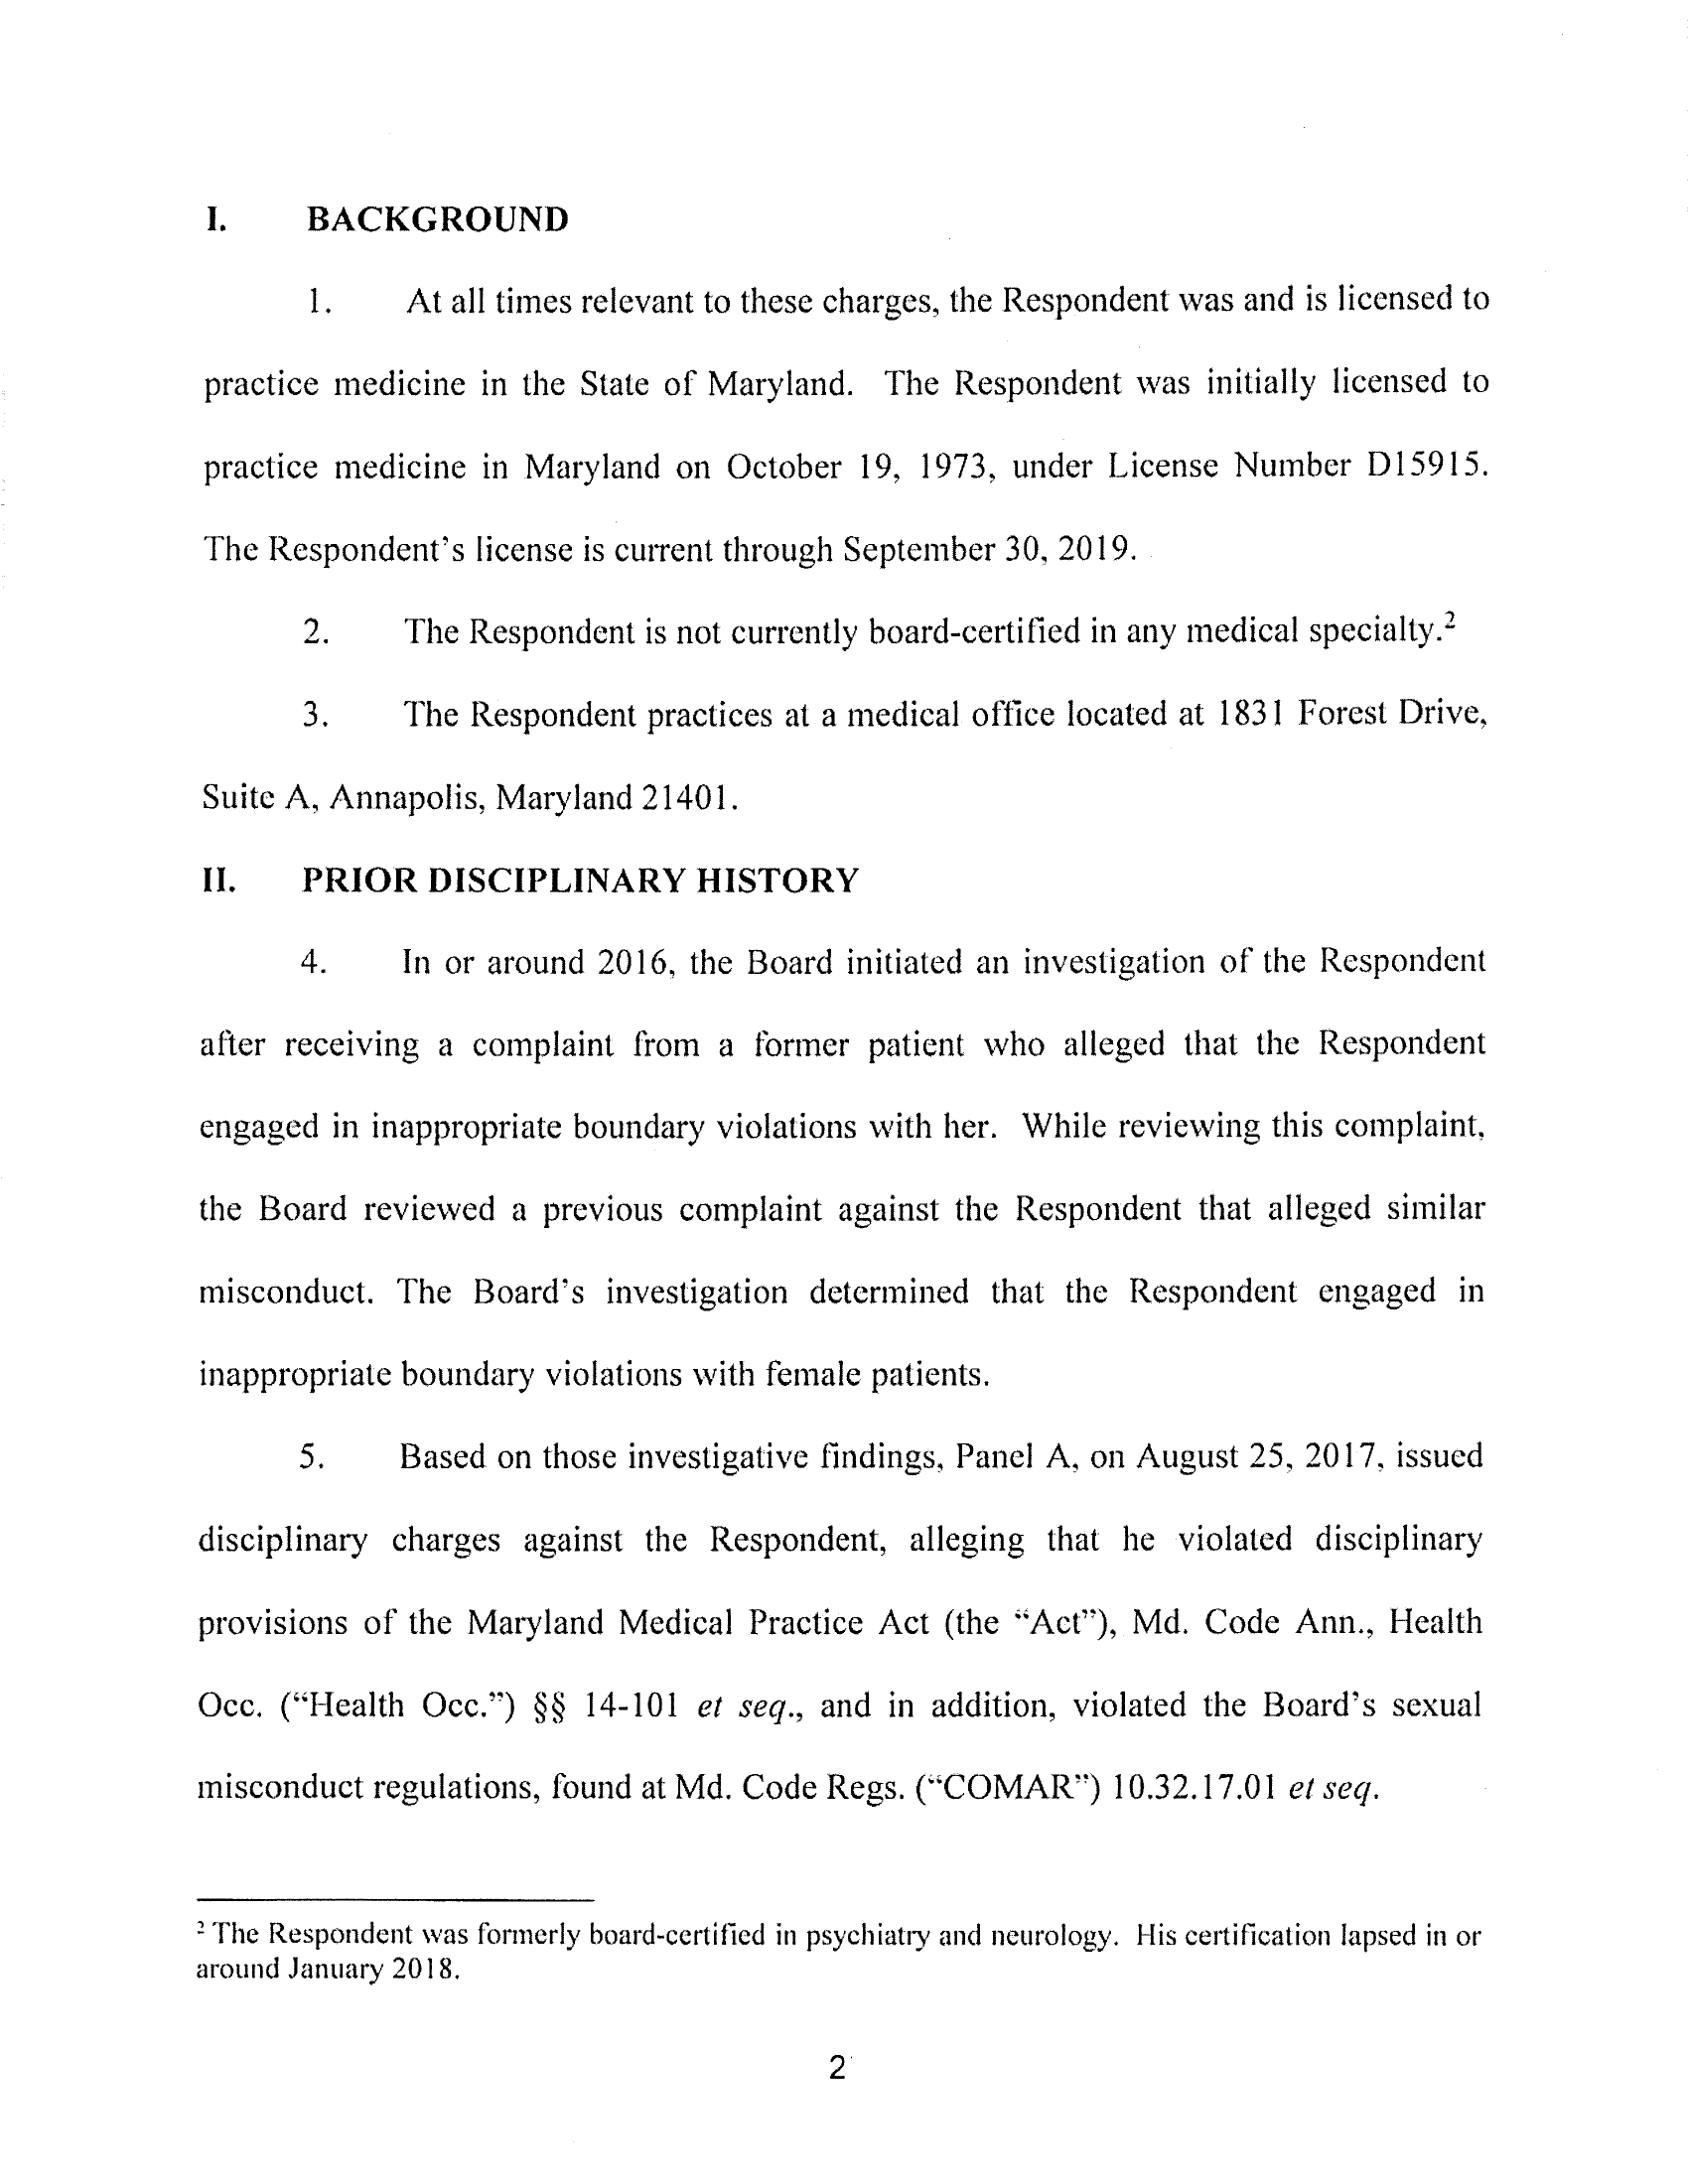 I. BACKGROUND
1. At all times relevant to these charges, the Respondent was and is licensed to
practice medicine in the State of Maryland. The Respondent was initially licensed to
practice medicine in Maryland on October 19, 1973, under License Number D15915.
The Respondent's license is current through September 30, 2019.
2. The Respondent is not currently board-certified in any medical specialty.²
3. The Respondent practices at a medical office located at 1831 Forest Drive,
Suite A, Annapolis, Maryland 21401.
II. PRIOR DISCIPLINARY HISTORY
4. In or around 2016, the Board initiated an investigation of the Respondent
after receiving a complaint from a former patient who alleged that the Respondent
engaged in inappropriate boundary violations with her. While reviewing this complaint,
the Board reviewed a previous complaint against the Respondent that alleged similar
misconduct. The Board's investigation determined that the Respondent engaged in
inappropriate boundary violations with female patients.
5. Based on those investigative findings, Panel A, on August 25, 2017, issued
disciplinary charges against the Respondent, alleging that he violated disciplinary
provisions of the Maryland Medical Practice Act (the “Act”), Md. Code Ann., Health
Occ. (“Health Occ.”) §§ 14-101 et seq., and in addition, violated the Board's sexual
misconduct regulations, found at Md. Code Regs. (“COMAR”) 10.32.17.01 et seq.
² The Respondent was formerly board-certified in psychiatry and neurology. His certification lapsed in or
around January 2018.
2